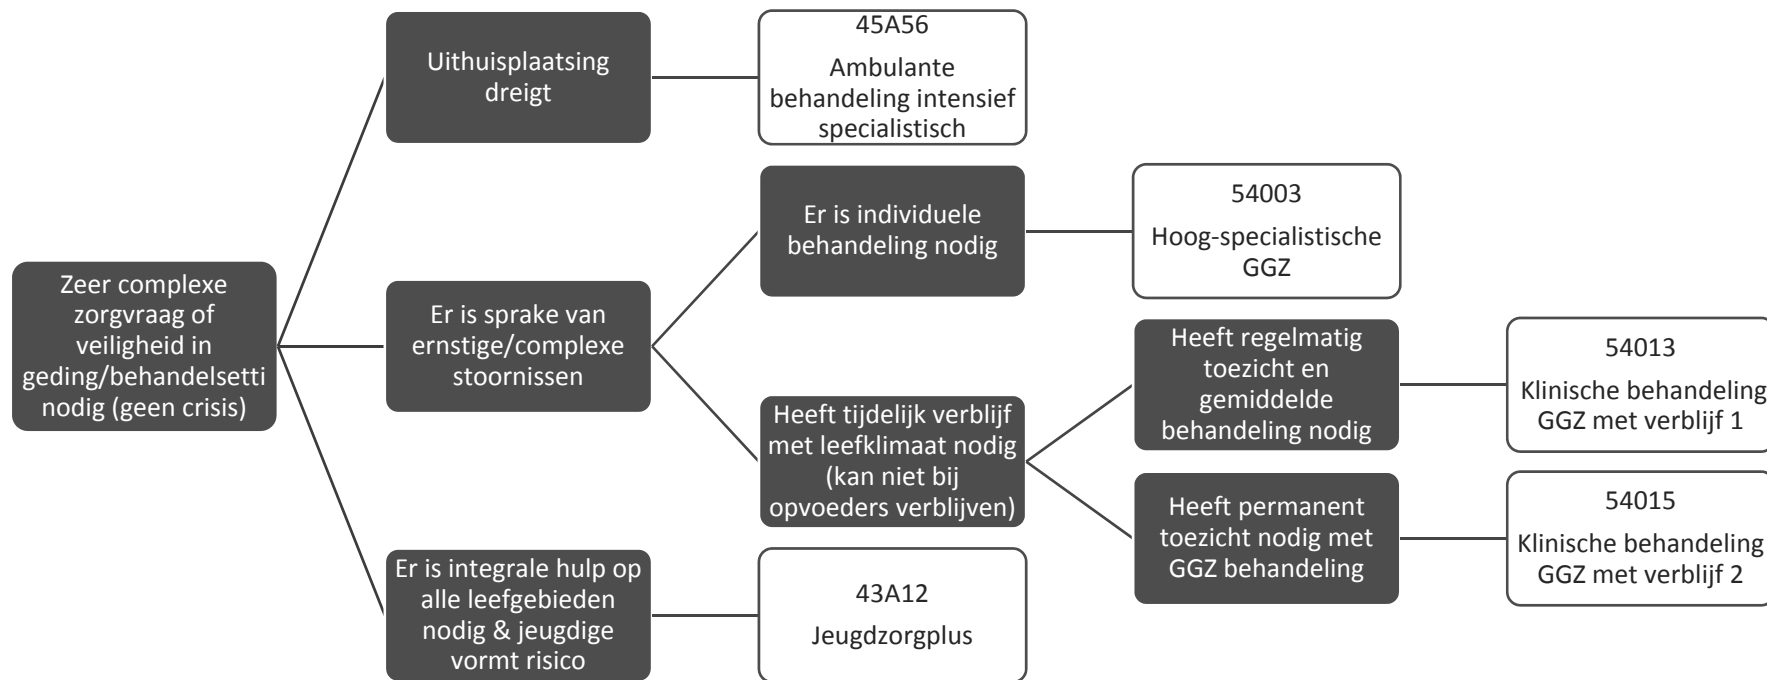 Zeer complexe
zorgvraag of
veiligheid in
geding/behandelsetti
nodig (geen crisis)
Uithuisplaatsing
dreigt
45A56
Ambulante
behandeling intensief
specialistisch
Er is sprake van
ernstige/complexe
stoornissen
Er is individuele
behandeling nodig
54003
Hoog-specialistische
GGZ
Heeft tijdelijk verblijf
met leefklimaat nodig
(kan niet bij
opvoeders verblijven)
Heeft regelmatig
toezicht en
gemiddelde
behandeling nodig
54013
Klinische behandeling
GGZ met verblijf 1
Heeft permanent
toezicht nodig met
GGZ behandeling
54015
Klinische behandeling
GGZ met verblijf 2
Er is integrale hulp op
alle leefgebieden
nodig & jeugdige
vormt risico
43A12
Jeugdzorgplus